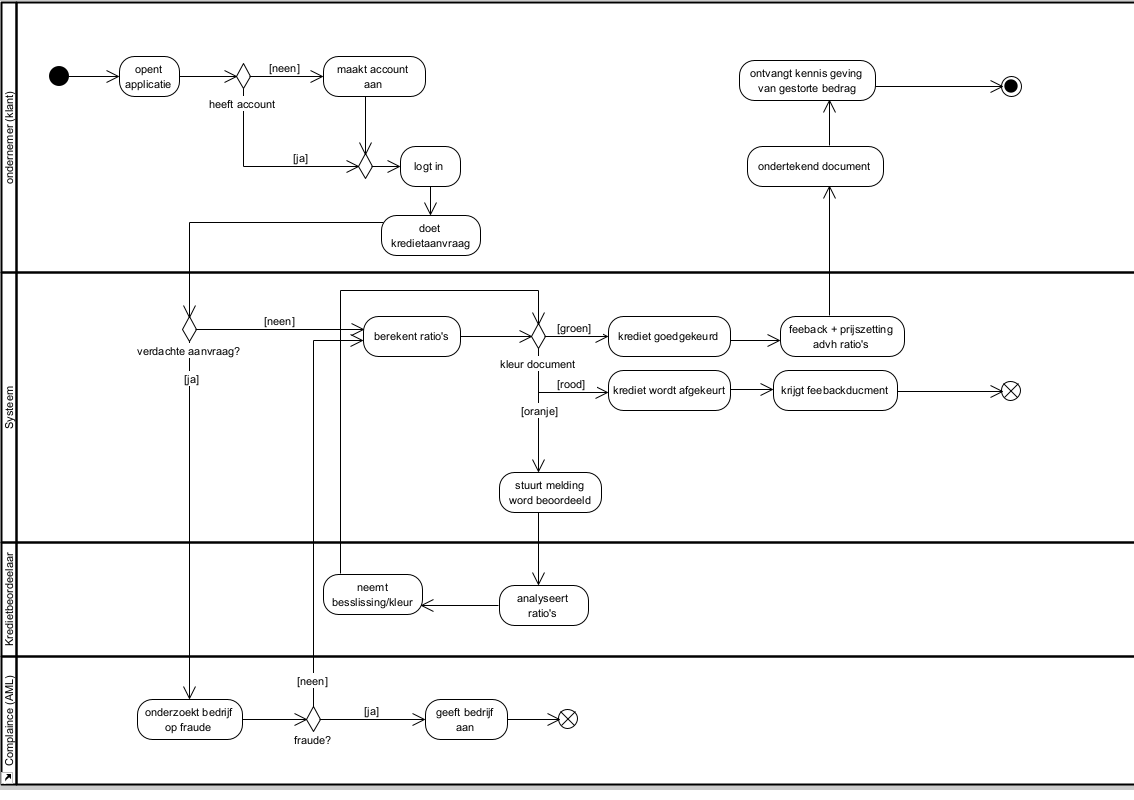 ondernemer (klant)
opent
applicatie
heeft account
[neen]
maakt account
aan
[ja]
logt in
doet
kredietaanvraag
ontvangt kennis geving
van gestorte bedrag
ondertekend document
Systeem
verdachte aanvraag?
[neen]
[ja]
berekent ratio's
kleur document
[groen]
krediet goedgekeurd
feeback + prijszetting
advh ratio's
[rood]
krediet wordt afgekeurt
krijgt feebackducment
[oranje]
stuurt melding
word beoordeeld
Kredietbeordeelaar
neemt
besslissing/kleur
analyseert
ratio's
Complaince (AML)
onderzoekt bedrijf
op fraude
[neen]
fraude?
[ja]
geeft bedrijf
aan